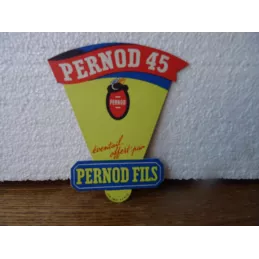 PERNOD 45
PERNOD
éventail
offert par
PERNOD FILS